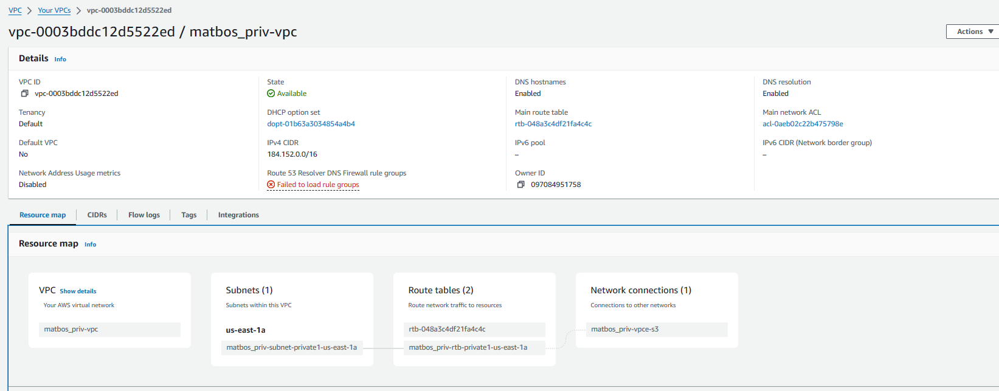 VPC > Your VPCs > vpc-0003bddc12d5522ed
vpc-0003bddc12d5522ed / matbos_priv-vpc
Actions
Details Info
VPC ID
vpc-0003bddc12d5522ed
State
Available
DNS hostnames
Enabled
DNS resolution
Enabled
Tenancy
Default
DHCP option set
dopt-01b63a3034854a4b4
Main route table
rtb-048a3c4df21fa4c4c
Main network ACL
acl-0aeb02c22b475798e
Default VPC
No
IPv4 CIDR
184.152.0.0/16
IPv6 pool
–
IPv6 CIDR (Network border group)
–
Network Address Usage metrics
Disabled
Route 53 Resolver DNS Firewall rule groups
Failed to load rule groups
Owner ID
097084951758
Resource map
CIDRs
Flow logs
Tags
Integrations
Resource map Info
VPC Show details
Your AWS virtual network
matbos_priv-vpc
Subnets (1)
Subnets within this VPC
us-east-1a
matbos_priv-subnet-private1-us-east-1a
Route tables (2)
Route network traffic to resources
rtb-048a3c4df21fa4c4c
matbos_priv-rtb-private1-us-east-1a
Network connections (1)
Connections to other networks
matbos_priv-vpce-s3